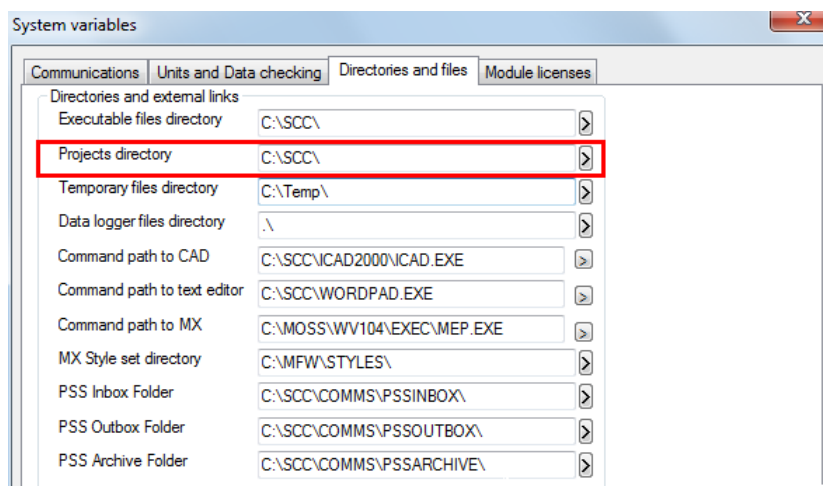 System variables
Communications Units and Data checking Directories and files Module licenses
Directories and external links
Executable files directory C:\SCC\
Projects directory C:\SCC\
Temporary files directory C:\Temp\
Data logger files directory .\
Command path to CAD C:\SCC\ICAD2000\ICAD.EXE
Command path to text editor C:\SCC\WORDPAD.EXE
Command path to MX C:\MOSS\WV104\EXEC\MEP.EXE
MX Style set directory C:\MFW\STYLES\
PSS Inbox Folder C:\SCC\COMMS\PSSINBOX\
PSS Outbox Folder C:\SCC\COMMS\PSSOUTBOX\
PSS Archive Folder C:\SCC\COMMS\PSSARCHIVE\